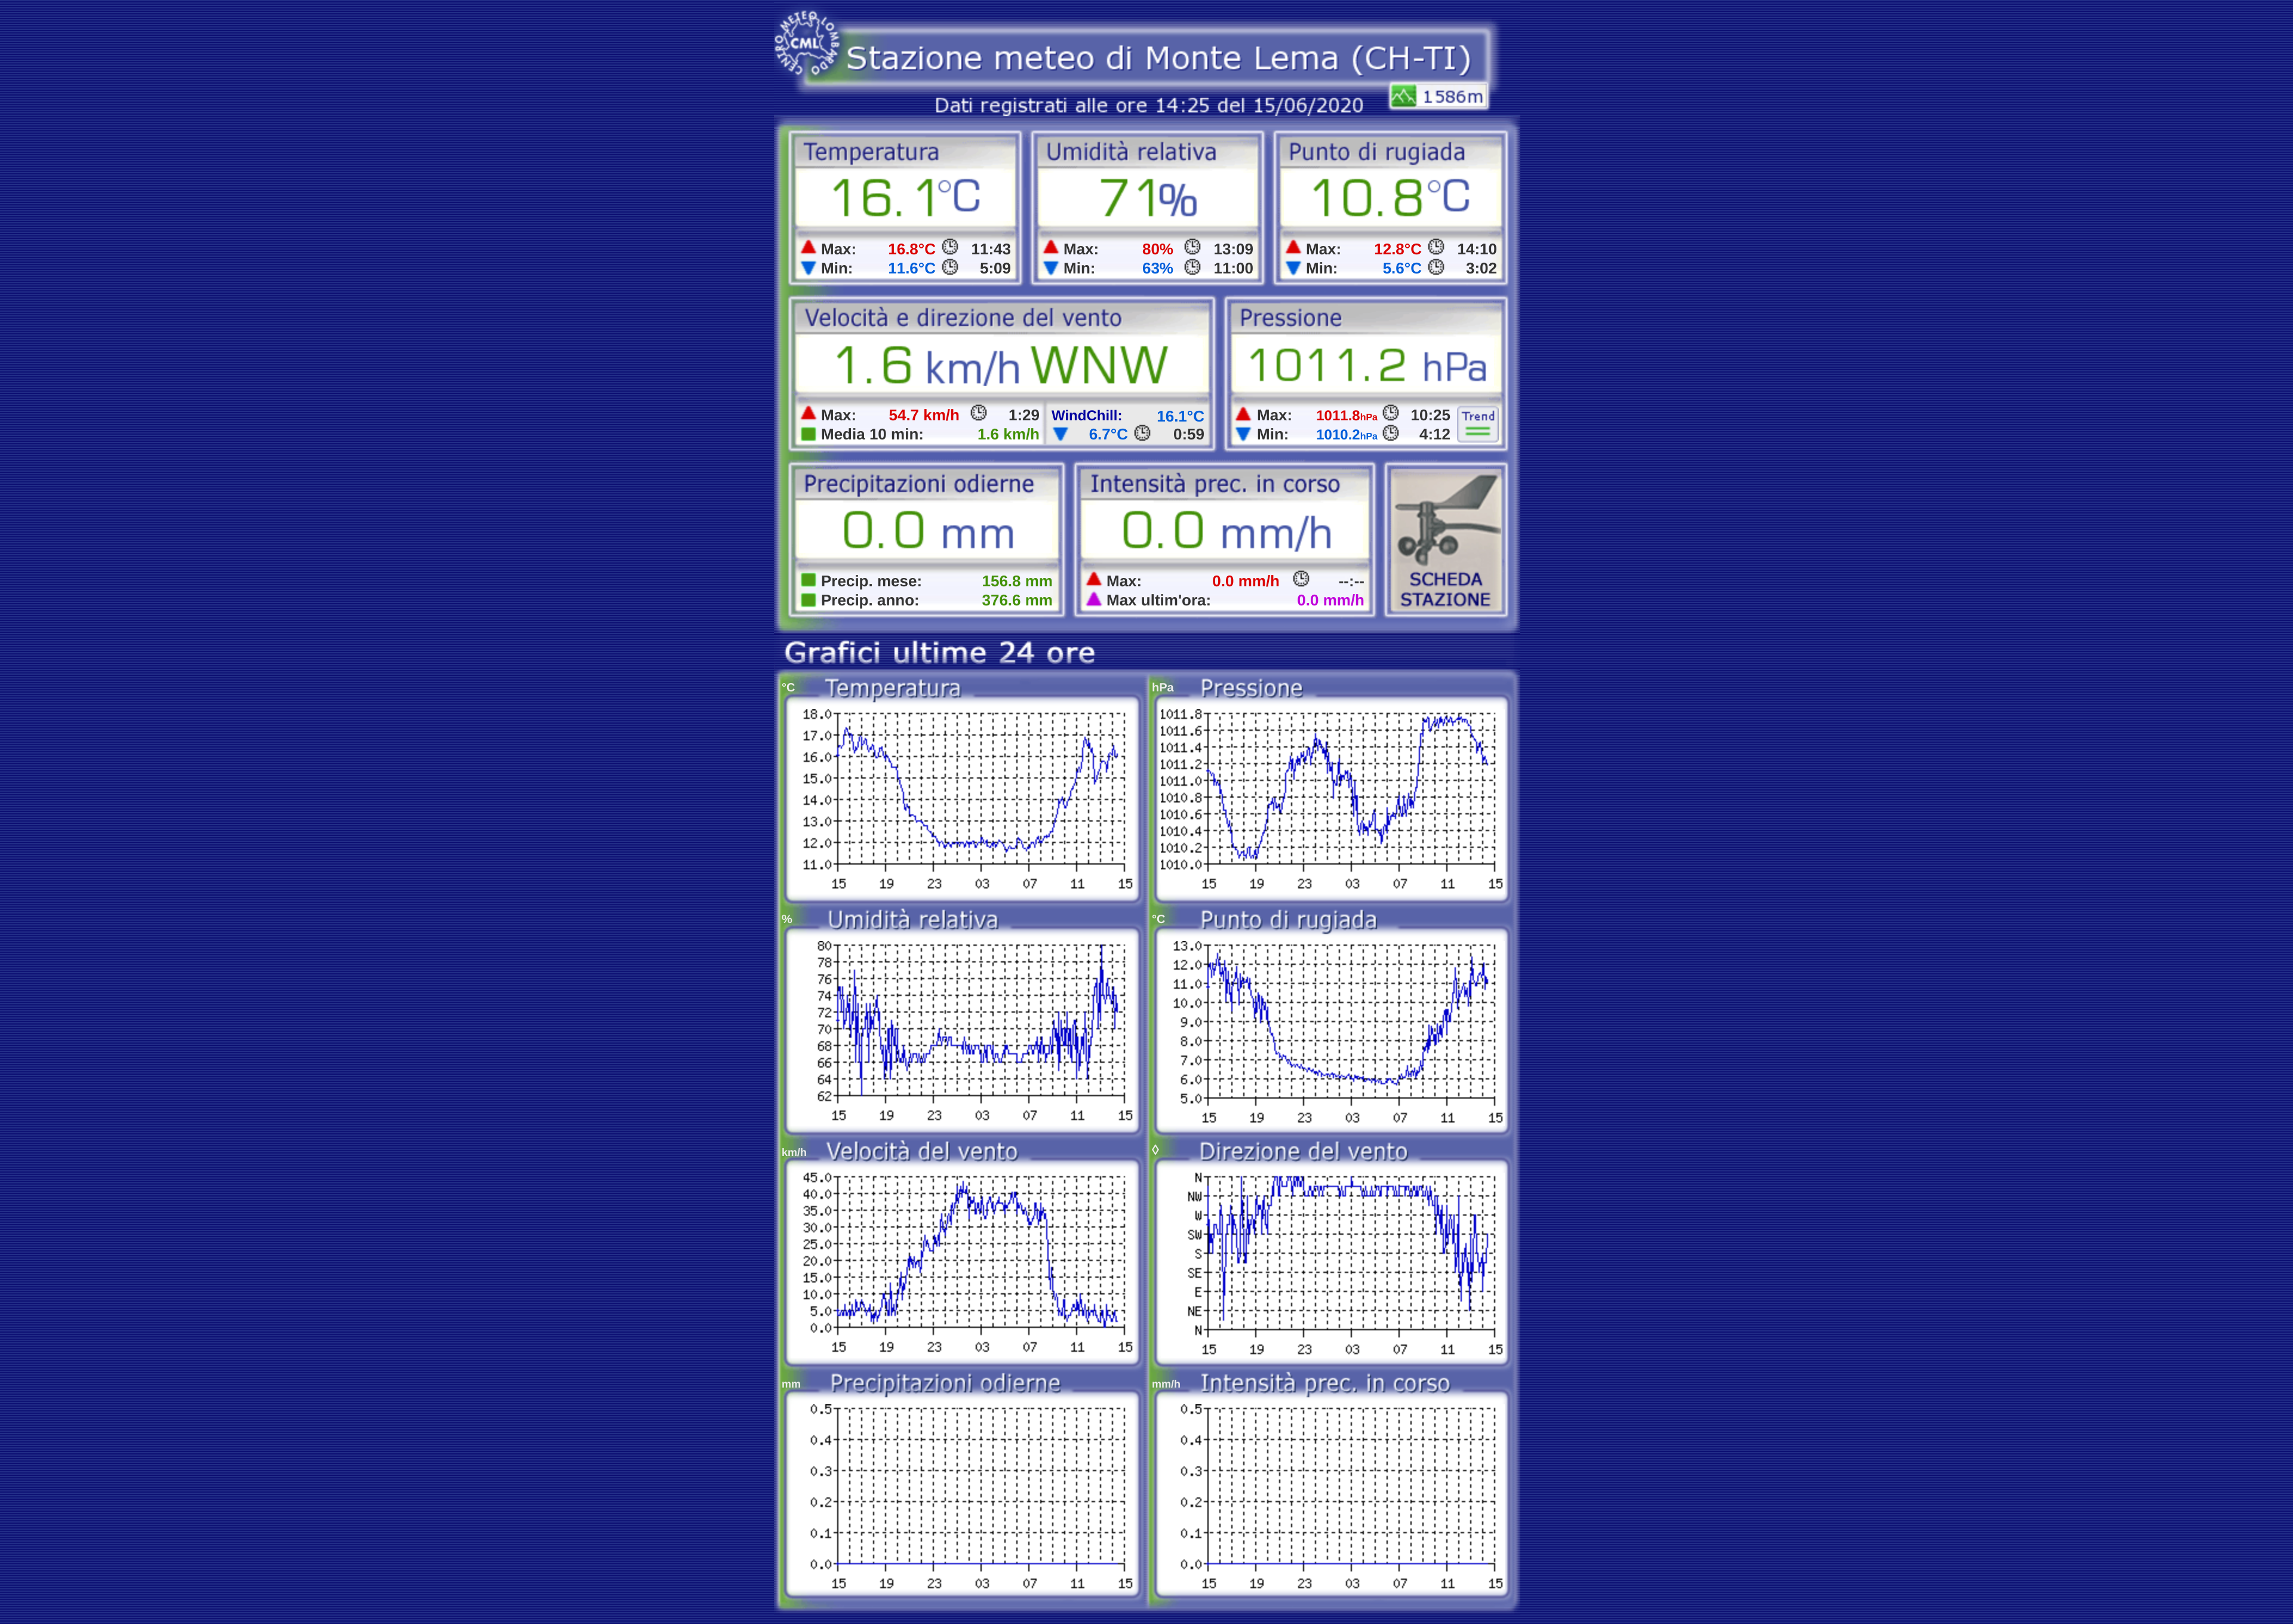 CENTRO METEO LOMBARDO
CML
Stazione meteo di Monte Lema (CH-TI)
Dati registrati alle ore 14:25 del 15/06/2020
1586m
Temperatura
16.1°C
Max: 16.8°C 11:43
Min: 11.6°C 5:09
Umidità relativa
71%
Max: 80% 13:09
Min: 63% 11:00
Punto di rugiada
10.8°C
Max: 12.8°C 14:10
Min: 5.6°C 3:02
Velocità e direzione del vento
1.6 km/h WNW
Max: 54.7 km/h 1:29
Media 10 min: 1.6 km/h
WindChill: 16.1°C
6.7°C 0:59
Pressione
1011.2 hPa
Max: 1011.8hPa 10:25
Min: 1010.2hPa 4:12
Trend
Precipitazioni odierne
0.0 mm
Precip. mese: 156.8 mm
Precip. anno: 376.6 mm
Intensità prec. in corso
0.0 mm/h
Max: 0.0 mm/h --:--
Max ultim'ora: 0.0 mm/h
SCHEDA
STAZIONE
Grafici ultime 24 ore
°C Temperatura
18.0
17.0
16.0
15.0
14.0
13.0
12.0
11.0
15 19 23 03 07 11 15
hPa Pressione
1011.8
1011.6
1011.4
1011.2
1011.0
1010.8
1010.6
1010.4
1010.2
1010.0
15 19 23 03 07 11 15
% Umidità relativa
80
78
76
74
72
70
68
66
64
62
15 19 23 03 07 11 15
°C Punto di rugiada
13.0
12.0
11.0
10.0
9.0
8.0
7.0
6.0
5.0
15 19 23 03 07 11 15
km/h Velocità del vento
45.0
40.0
35.0
30.0
25.0
20.0
15.0
10.0
5.0
0.0
15 19 23 03 07 11 15
◊ Direzione del vento
N
NW
W
SW
S
SE
E
NE
N
15 19 23 03 07 11 15
mm Precipitazioni odierne
0.5
0.4
0.3
0.2
0.1
0.0
15 19 23 03 07 11 15
mm/h Intensità prec. in corso
0.5
0.4
0.3
0.2
0.1
0.0
15 19 23 03 07 11 15